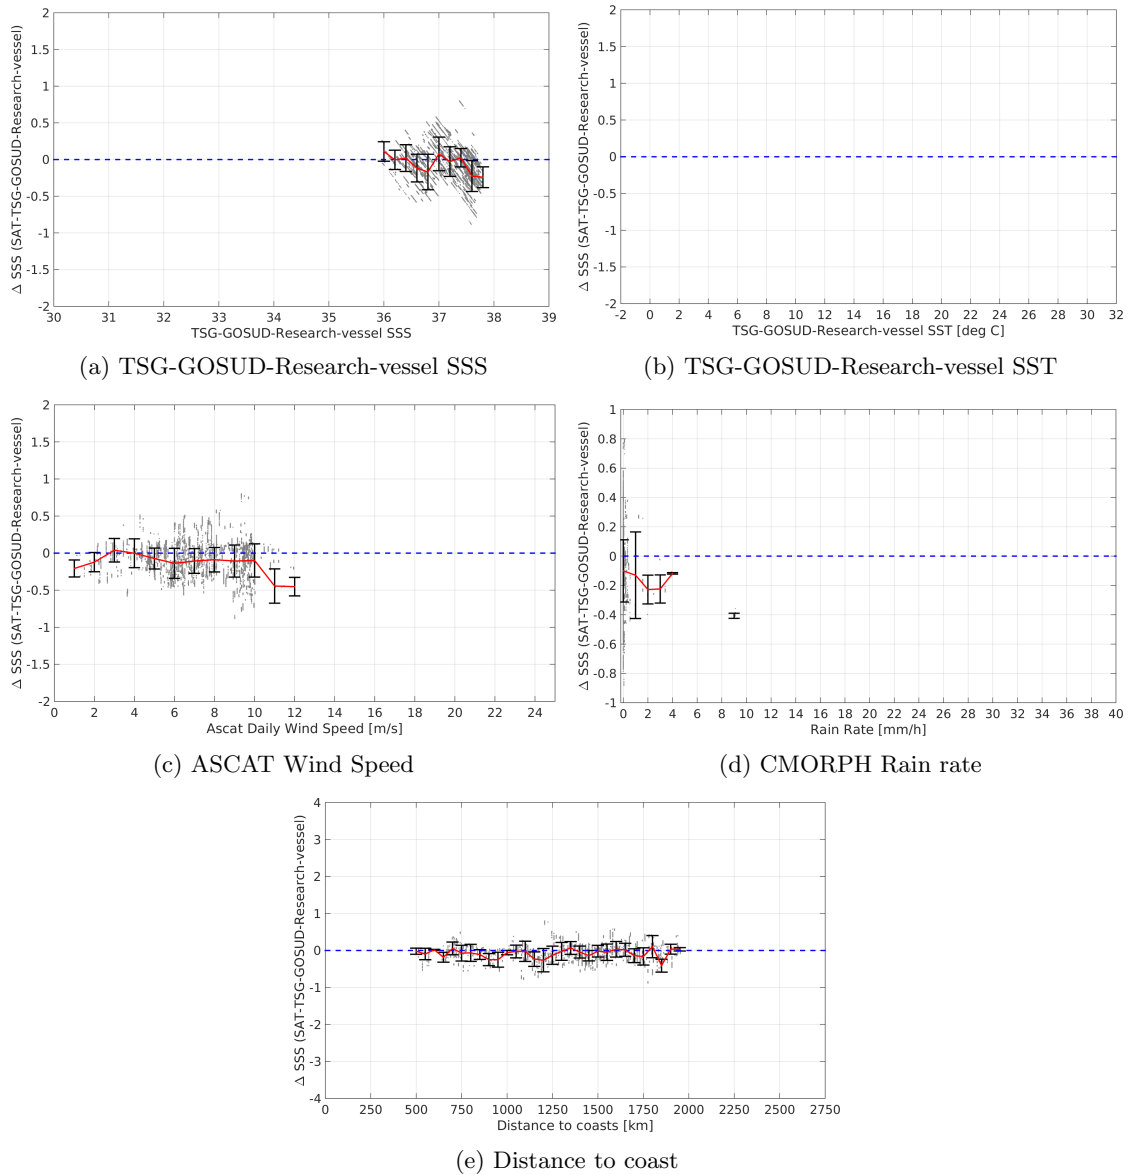 Δ SSS (SAT-TSG-GOSUD-Research-vessel)
2
1.5
1
0.5
0
-0.5
-1
-1.5
-2
30 31 32 33 34 35 36 37 38 39
TSG-GOSUD-Research-vessel SSS
(a) TSG-GOSUD-Research-vessel SSS
Δ SSS (SAT-TSG-GOSUD-Research-vessel)
2
1.5
1
0.5
0
-0.5
-1
-1.5
-2
-2 0 2 4 6 8 10 12 14 16 18 20 22 24 26 28 30 32
TSG-GOSUD-Research-vessel SST [deg C]
(b) TSG-GOSUD-Research-vessel SST
Δ SSS (SAT-TSG-GOSUD-Research-vessel)
2
1.5
1
0.5
0
-0.5
-1
-1.5
-2
0 2 4 6 8 10 12 14 16 18 20 22 24
Ascat Daily Wind Speed [m/s]
(c) ASCAT Wind Speed
Δ SSS (SAT-TSG-GOSUD-Research-vessel)
1
0.8
0.6
0.4
0.2
0
-0.2
-0.4
-0.6
-0.8
-1
0 2 4 6 8 10 12 14 16 18 20 22 24 26 28 30 32 34 36 38 40
Rain Rate [mm/h]
(d) CMORPH Rain rate
Δ SSS (SAT-TSG-GOSUD-Research-vessel)
4
3
2
1
0
-1
-2
-3
-4
0 250 500 750 1000 1250 1500 1750 2000 2250 2500 2750
Distance to coasts [km]
(e) Distance to coast